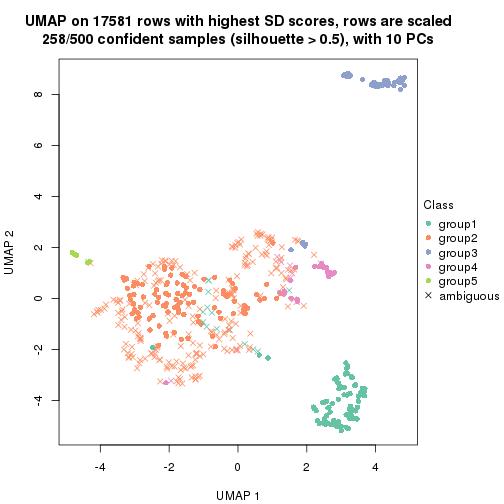 UMAP on 17581 rows with highest SD scores, rows are scaled
258/500 confident samples (silhouette > 0.5), with 10 PCs
8
6
4
2
0
-2
-4
UMAP 2
-4
-2
0
2
4
UMAP 1
Class
group1
group2
group3
group4
group5
ambiguous